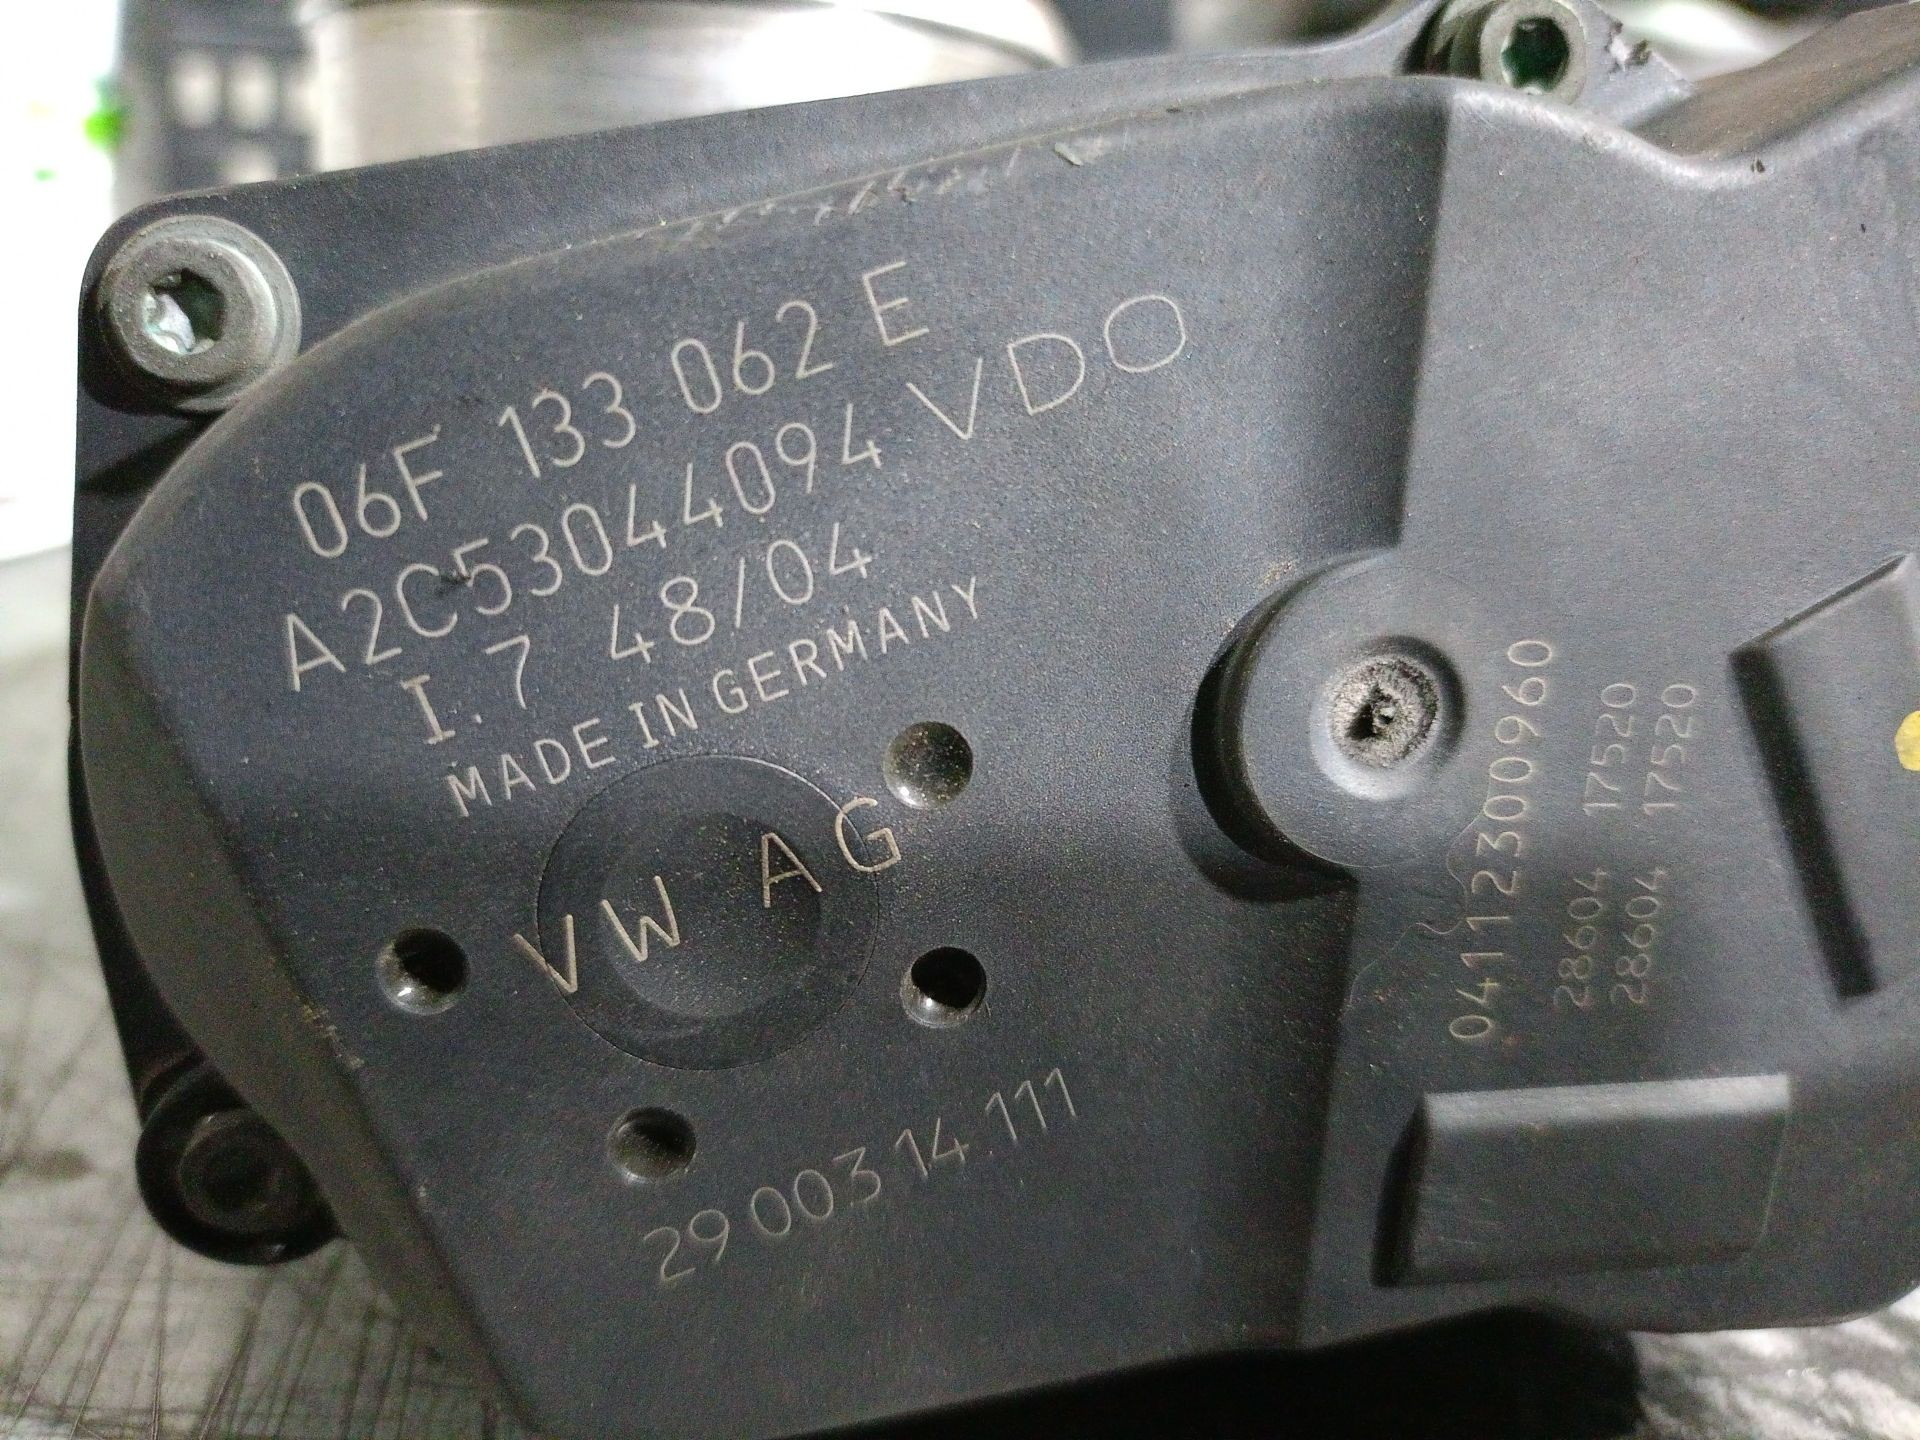 06F 133 062 E
A2C53044094 VDO
I.7 48/04
MADE IN GERMANY
VW AG
29 003 14 111
04112300960
28604 17520
28604 17520